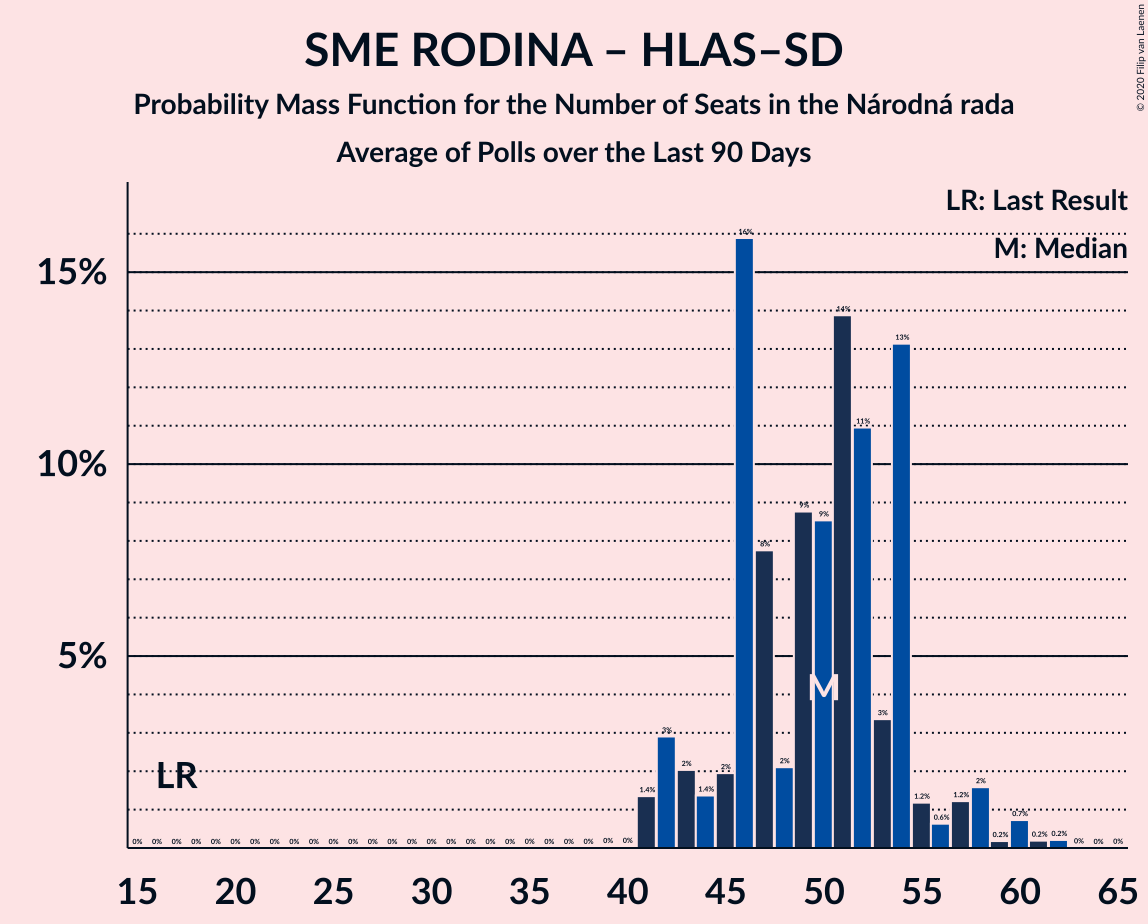 SME RODINA – HLAS–SD
Probability Mass Function for the Number of Seats in the Národná rada
Average of Polls over the Last 90 Days
© 2020 Filip van Laenen
LR: Last Result
M: Median
15%
10%
5%
0% 0% 0% 0% 0% 0% 0% 0% 0% 0% 0% 0% 0% 0% 0% 0% 0% 0% 0% 0% 0% 0% 0% 0% 0% 0% 1.4% 3% 2% 1.4% 2% 16% 8% 2% 9% 9% 14% 11% 3% 13% 1.2% 0.6% 1.2% 2% 0.2% 0.7% 0.2% 0.2% 0% 0% 0%
LR
M
15 20 25 30 35 40 45 50 55 60 65